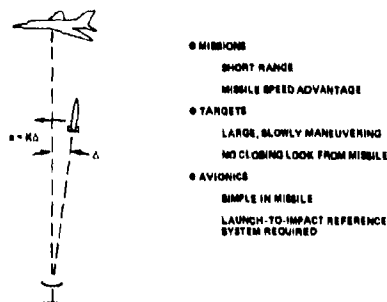 ● MISSIONS
SHORT RANGE
MISSILE SPEED ADVANTAGE
● TARGETS
LARGE, SLOWLY MANEUVERING
NO CLOSING LOOK FROM MISSILE
● AVIONICS
SIMPLE IN MISSILE
LAUNCH-TO-IMPACT REFERENCE
SYSTEM REQUIRED
a = KΔ
Δ